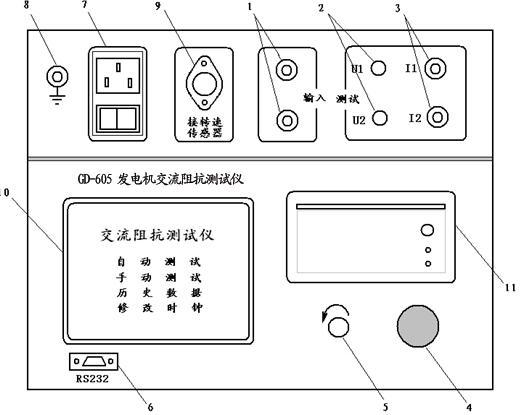 8 7 9 1 2 3
U1 I1
输入 测试
U2 I2
接转速
传感器
GD-605 发电机交流阻抗测试仪
10
交流阻抗测试仪
自动测试
手动测试
历史数据
修改时钟
11
RS232
6 5 4